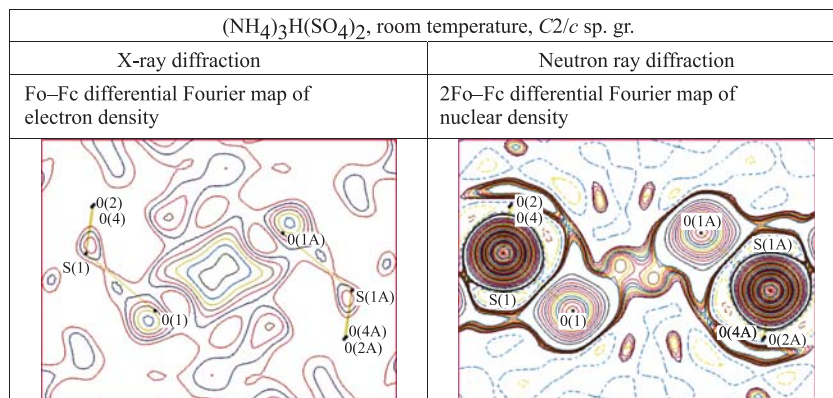 (NH4)3H(SO4)2, room temperature, C2/c sp. gr.
X-ray diffraction
Neutron ray diffraction
Fo–Fc differential Fourier map of
electron density
2Fo–Fc differential Fourier map of
nuclear density
0(2)
0(4)
0(1A)
S(1)
S(1A)
0(1)
0(4A)
0(2A)
0(2)
0(4)
0(1A)
S(1A)
S(1)
0(1)
0(4A)
0(2A)